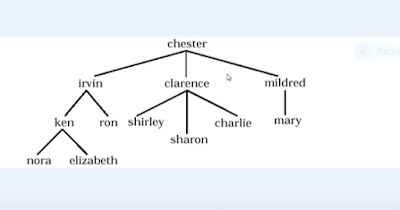 chester
irvin clarence mildred
ken ron shirley charlie mary
sharon
nora elizabeth